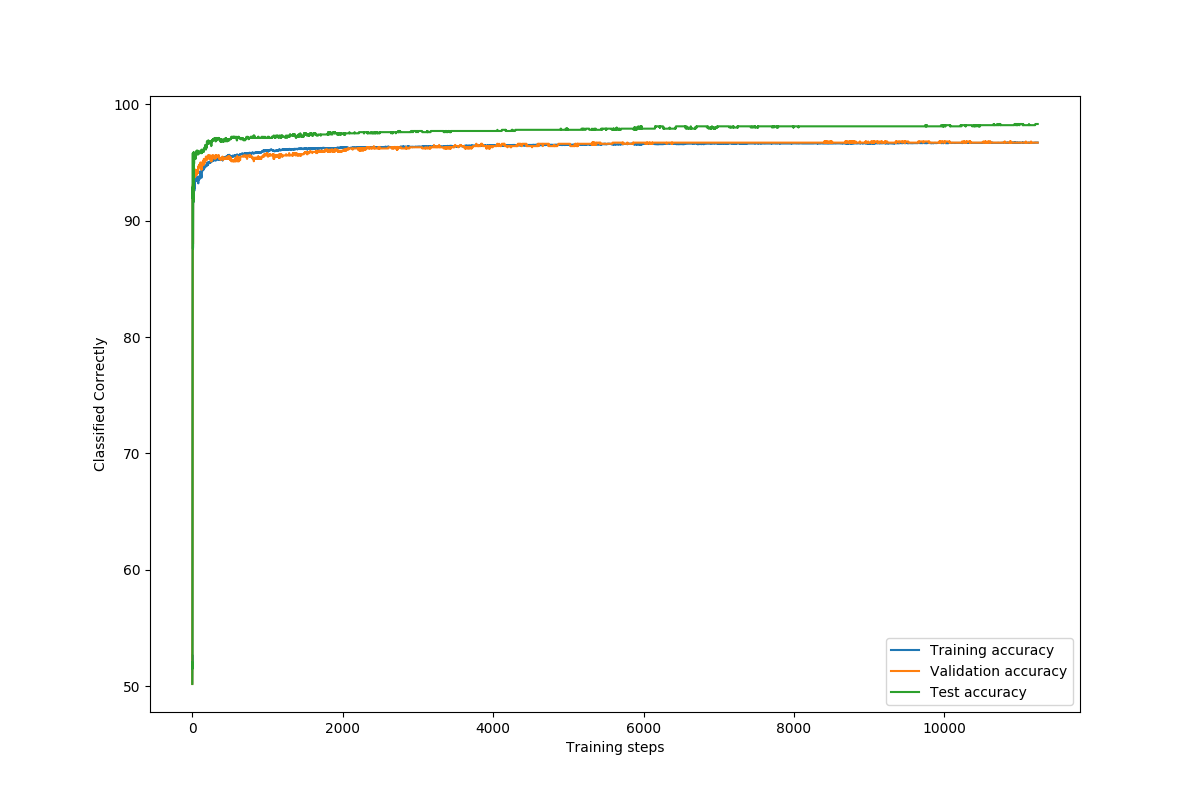 100
90
80
70
60
50
Classified Correctly
0 2000 4000 6000 8000 10000
Training steps
Training accuracy
Validation accuracy
Test accuracy